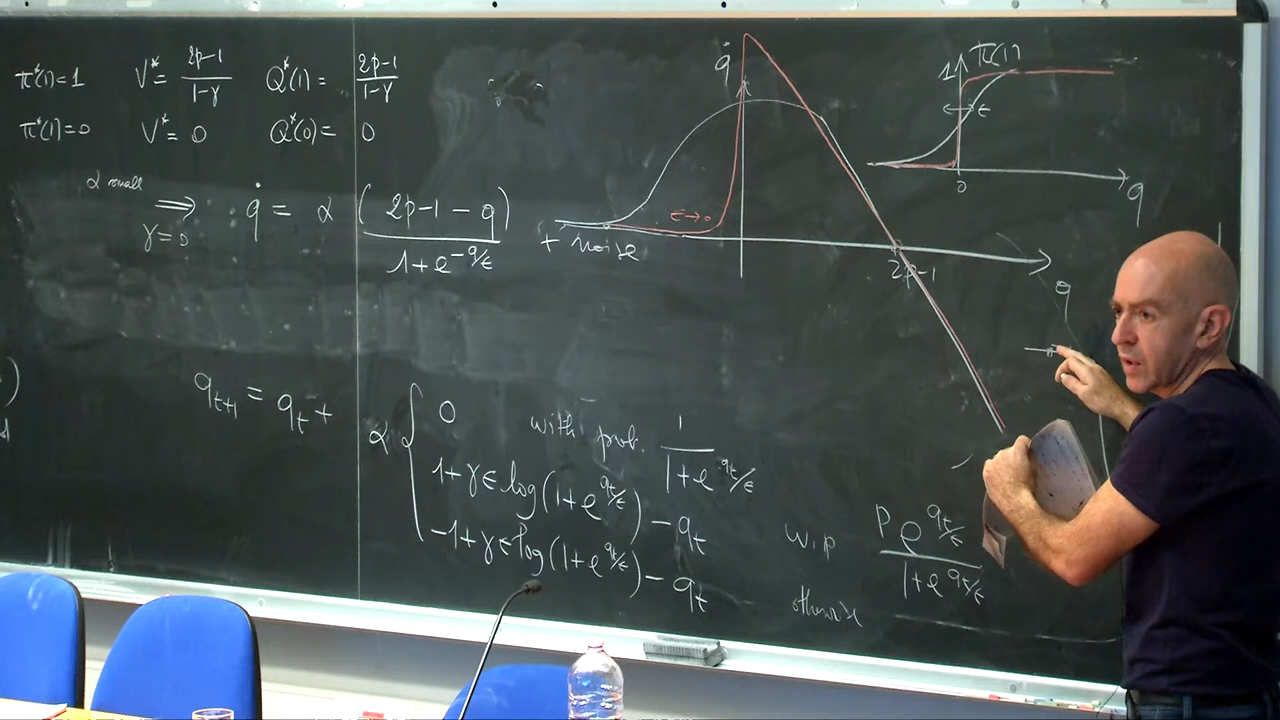 π*(1)=1   V*= (2p-1)/(1-γ)   Q*(1)= (2p-1)/(1-γ)
π*(1)=0   V*= 0   Q*(0)= 0
α small
⟹
γ=0
q̇ = α (2p-1-q)/(1+e^{-q/ε}) + noise
q̇
ε→0
2p-1
q
1 π(1)
ε
0
q
q_{t+1} = q_t + α {
0   with prob. 1/(1+e^{q_t/ε})
1+γε log(1+e^{q_t/ε}) - q_t   w.p   p e^{q_t/ε}/(1+e^{q_t/ε})
-1+γε log(1+e^{q_t/ε}) - q_t   otherwise